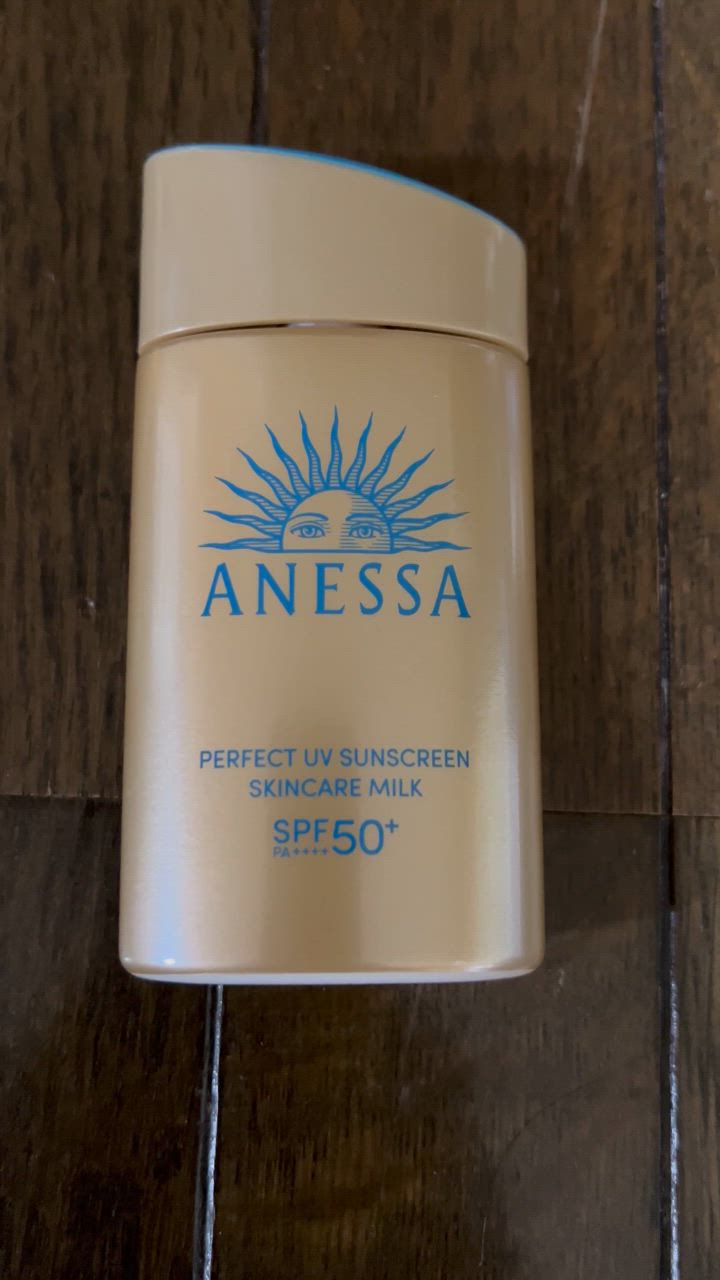 ANESSA
PERFECT UV SUNSCREEN
SKINCARE MILK
SPF50+
PA++++